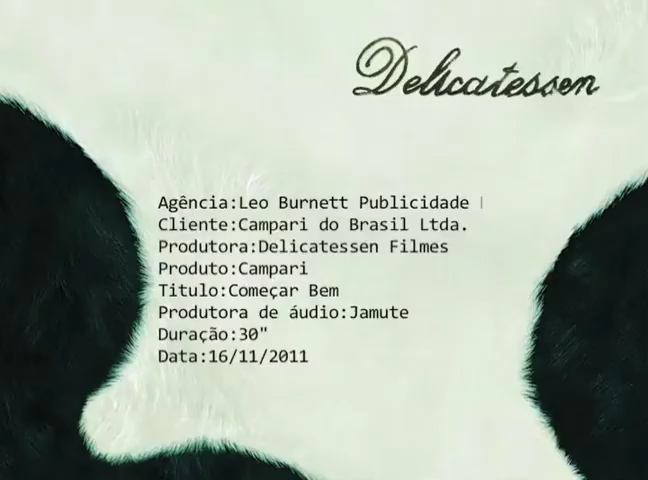 Delicatessen
Agência:Leo Burnett Publicidade
Cliente:Campari do Brasil Ltda.
Produtora:Delicatessen Filmes
Produto:Campari
Titulo:Começar Bem
Produtora de áudio:Jamute
Duração:30"
Data:16/11/2011